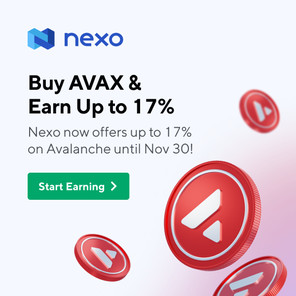 nexo
Buy AVAX &
Earn Up to 17%
Nexo now offers up to 17%
on Avalanche until Nov 30!
Start Earning